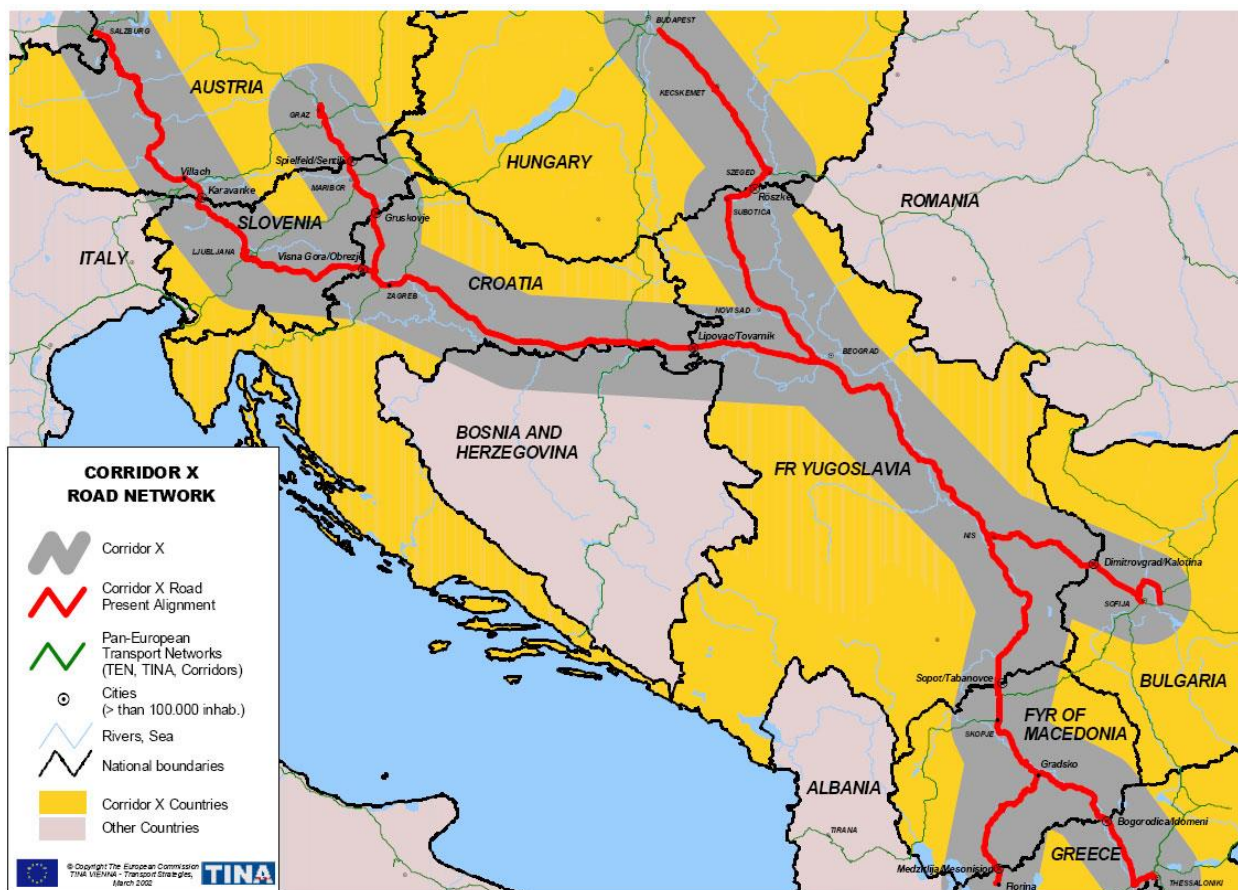 SALZBURG
BUDAPEST
AUSTRIA
KECSKEMET
GRAZ
HUNGARY
Spielfeld/Sentilj
Villach
SZEGED
MARIBOR
Karavanke
Röszke
ROMANIA
SUBOTICA
SLOVENIA
Gruskovje
LJUBLJANA
ITALY
Visna Gora/Obrezje
CROATIA
ZAGREB
NOVI SAD
Lipovac/Tovarnik
BEOGRAD
BOSNIA AND
HERZEGOVINA
FR YUGOSLAVIA
NIS
Dimitrovgrad/Kalotina
SOFIJA
Sopot/Tabanovce
BULGARIA
FYR OF
MACEDONIA
SKOPJE
Gradsko
ALBANIA
Bogorodica/Idomeni
TIRANA
GREECE
Medzklija/Mesonision
Florina
THESSALONIKI
CORRIDOR X
ROAD NETWORK
Corridor X
Corridor X Road
Present Alignment
Pan-European
Transport Networks
(TEN, TINA, Corridors)
Cities
(> than 100.000 inhab.)
Rivers, Sea
National boundaries
Corridor X Countries
Other Countries
© Copyright The European Commission
TINA VIENNA - Transport Strategies,
March 2002
TINA